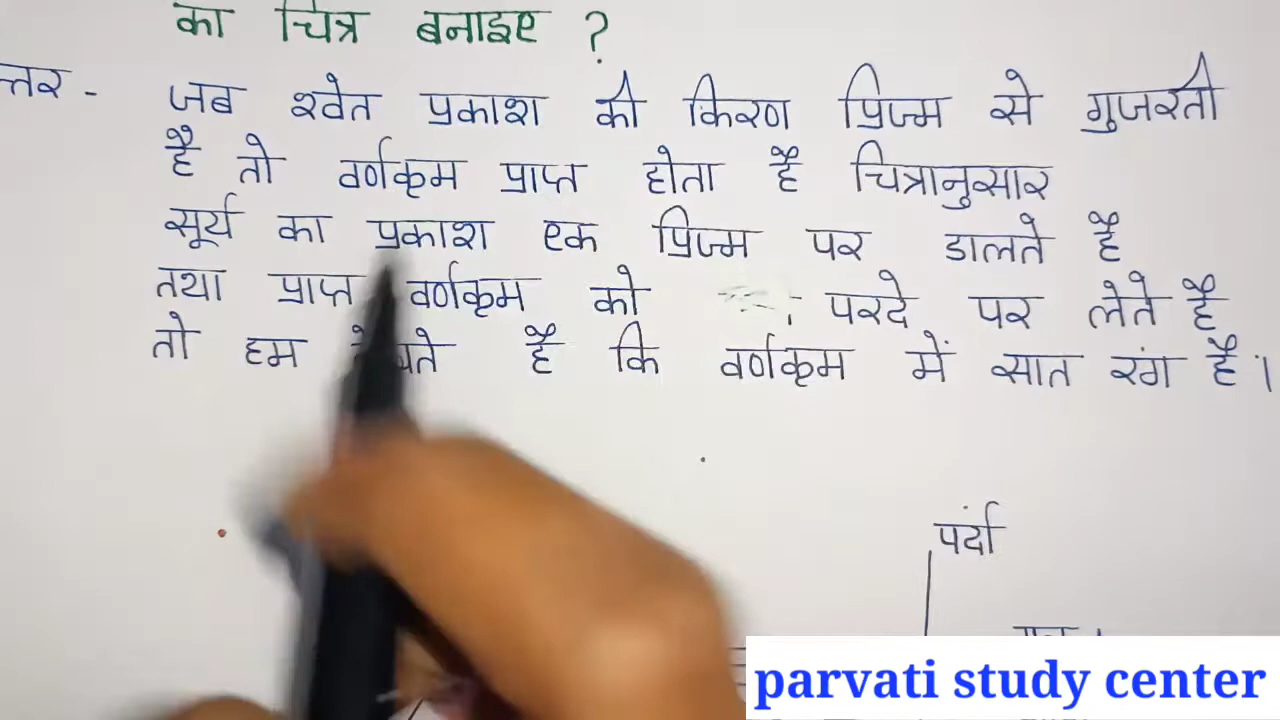 का चित्र बनाइए ?
त्तर - जब श्वेत प्रकाश की किरण प्रिज्म से गुजरती
है तो वर्णक्रम प्राप्त होता है चित्रानुसार
सूर्य का प्रकाश एक प्रिज्म पर डालते है
तथा प्राप्त वर्णक्रम को परदे पर लेते है
तो हम है कि वर्णक्रम में सात रंग है।
पर्दा
parvati study center